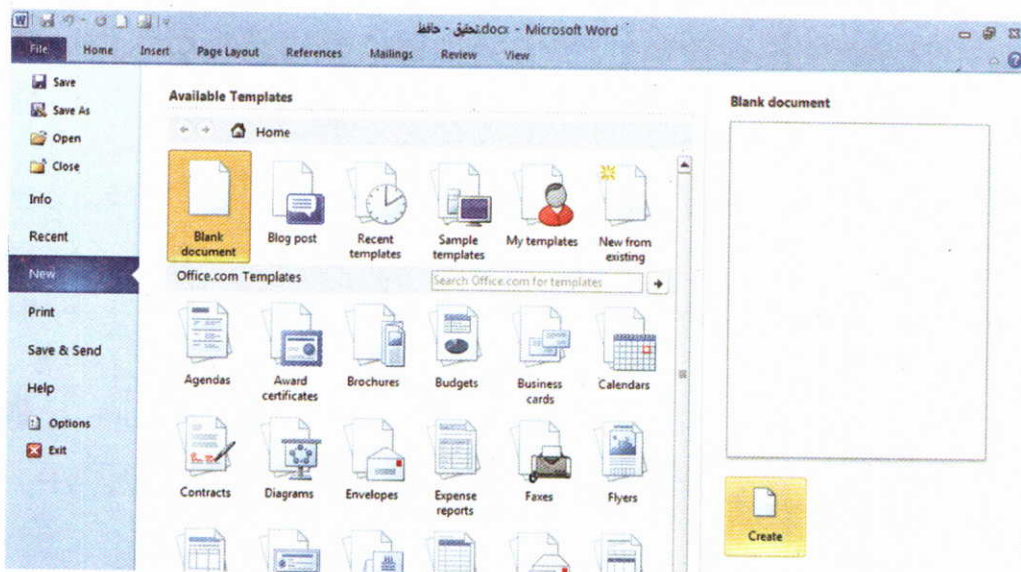 W
تحقيق - حافظ.docx - Microsoft Word
File Home Insert Page Layout References Mailings Review View
Save
Save As
Open
Close
Info
Recent
New
Print
Save & Send
Help
Options
Exit
Available Templates
Home
Blank document
Blog post
Recent templates
Sample templates
My templates
New from existing
Office.com Templates
Search Office.com for templates
Agendas
Award certificates
Brochures
Budgets
Business cards
Calendars
Contracts
Diagrams
Envelopes
Expense reports
Faxes
Flyers
Blank document
Create